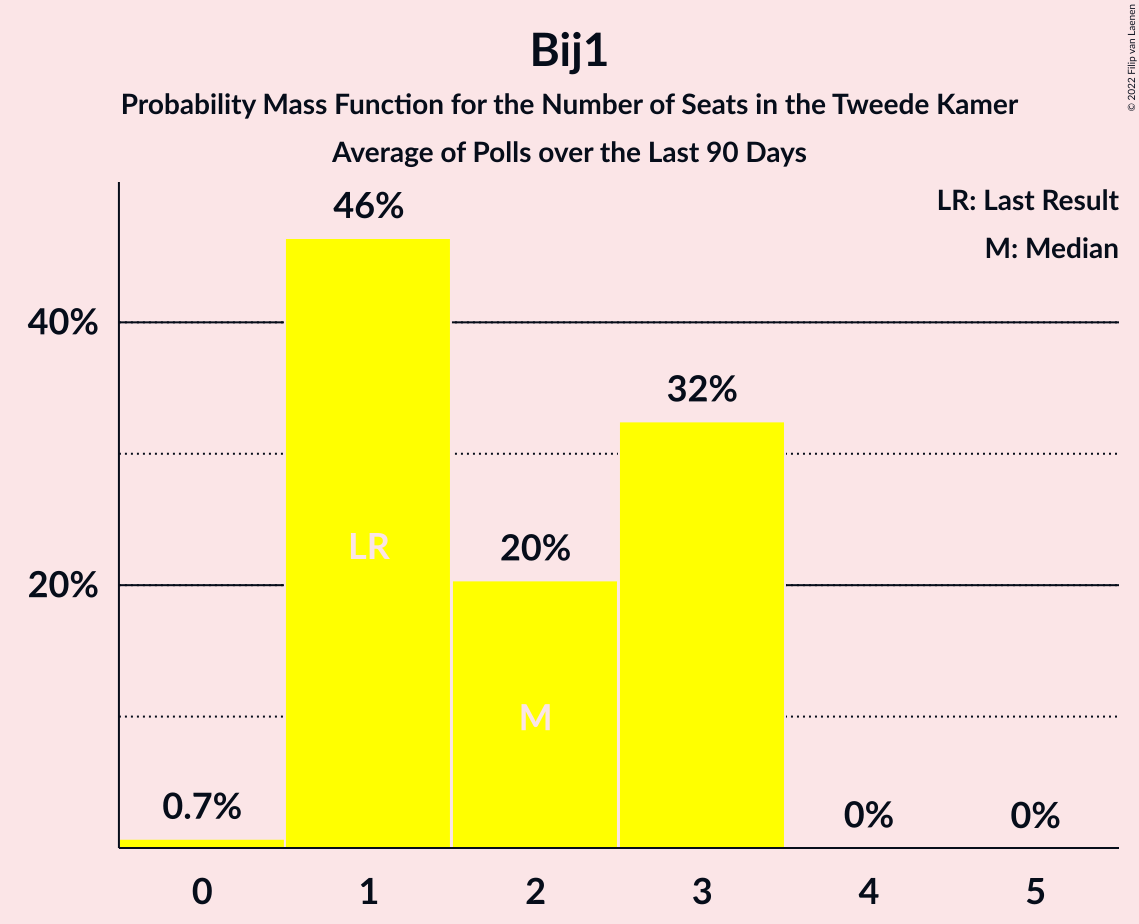 Bij1
Probability Mass Function for the Number of Seats in the Tweede Kamer
Average of Polls over the Last 90 Days
© 2022 Filip van Laenen
LR: Last Result
M: Median
46%
40%
32%
LR
20%
20%
M
0.7%
0%
0%
0 1 2 3 4 5